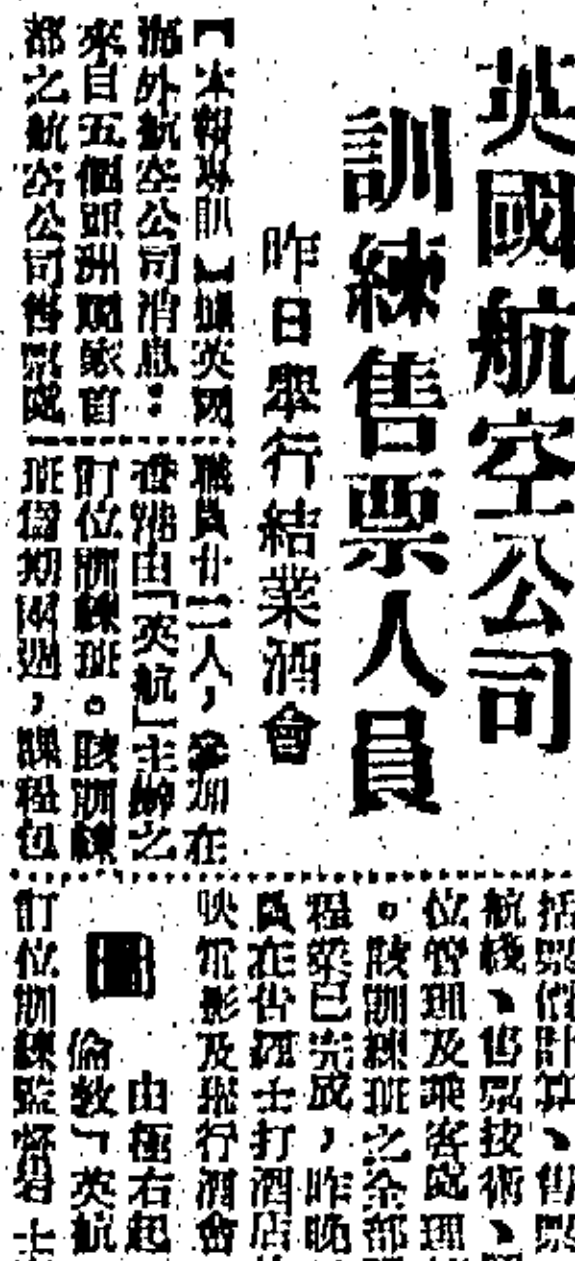 英國航空公司
訓練售票人員
昨日舉行結業酒會
【本報專訊】據英國
海外航空公司消息：
來自五個亞洲國家首
都之航空公司售票處
職員廿二人，參加在
香港由「英航」主辦之
訂位訓練班。該訓練
班為期兩週，課程包
括票價計算、售票
航綫、售票技術、
位管理及乘客處理
。該訓練班之全部
程業已完成，昨晚
員在告羅士打酒店
映電影及舉行酒會
圖
由極右起
倫敦「英航
訂位訓練監督